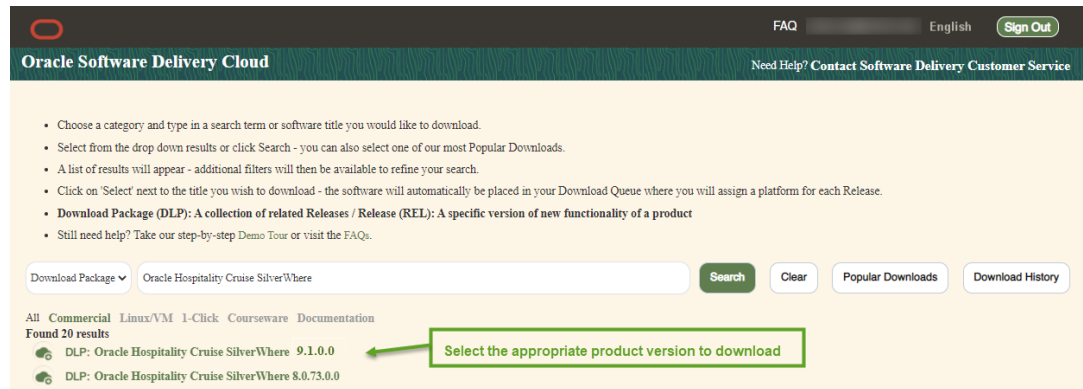 FAQ English Sign Out
Oracle Software Delivery Cloud Need Help? Contact Software Delivery Customer Service
• Choose a category and type in a search term or software title you would like to download.
• Select from the drop down results or click Search - you can also select one of our most Popular Downloads.
• A list of results will appear - additional filters will then be available to refine your search.
• Click on 'Select' next to the title you wish to download - the software will automatically be placed in your Download Queue where you will assign a platform for each Release.
• Download Package (DLP): A collection of related Releases / Release (REL): A specific version of new functionality of a product
• Still need help? Take our step-by-step Demo Tour or visit the FAQs.
Download Package Oracle Hospitality Cruise SilverWhere Search Clear Popular Downloads Download History
All Commercial Linux/VM 1-Click Courseware Documentation
Found 20 results
DLP: Oracle Hospitality Cruise SilverWhere 9.1.0.0 Select the appropriate product version to download
DLP: Oracle Hospitality Cruise SilverWhere 8.0.73.0.0